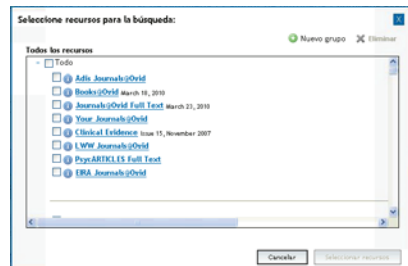 Seleccione recursos para la búsqueda:
Nuevo grupo Eliminar
Todos los recursos
Todo
Adis Journals@Ovid
Books@Ovid March 18, 2010
Journals@Ovid Full Text March 23, 2010
Your Journals@Ovid
Clinical Evidence Issue 15, November 2007
LWW Journals@Ovid
PsycARTICLES Full Text
EIRA Journals@Ovid
Cancelar Seleccionar recursos